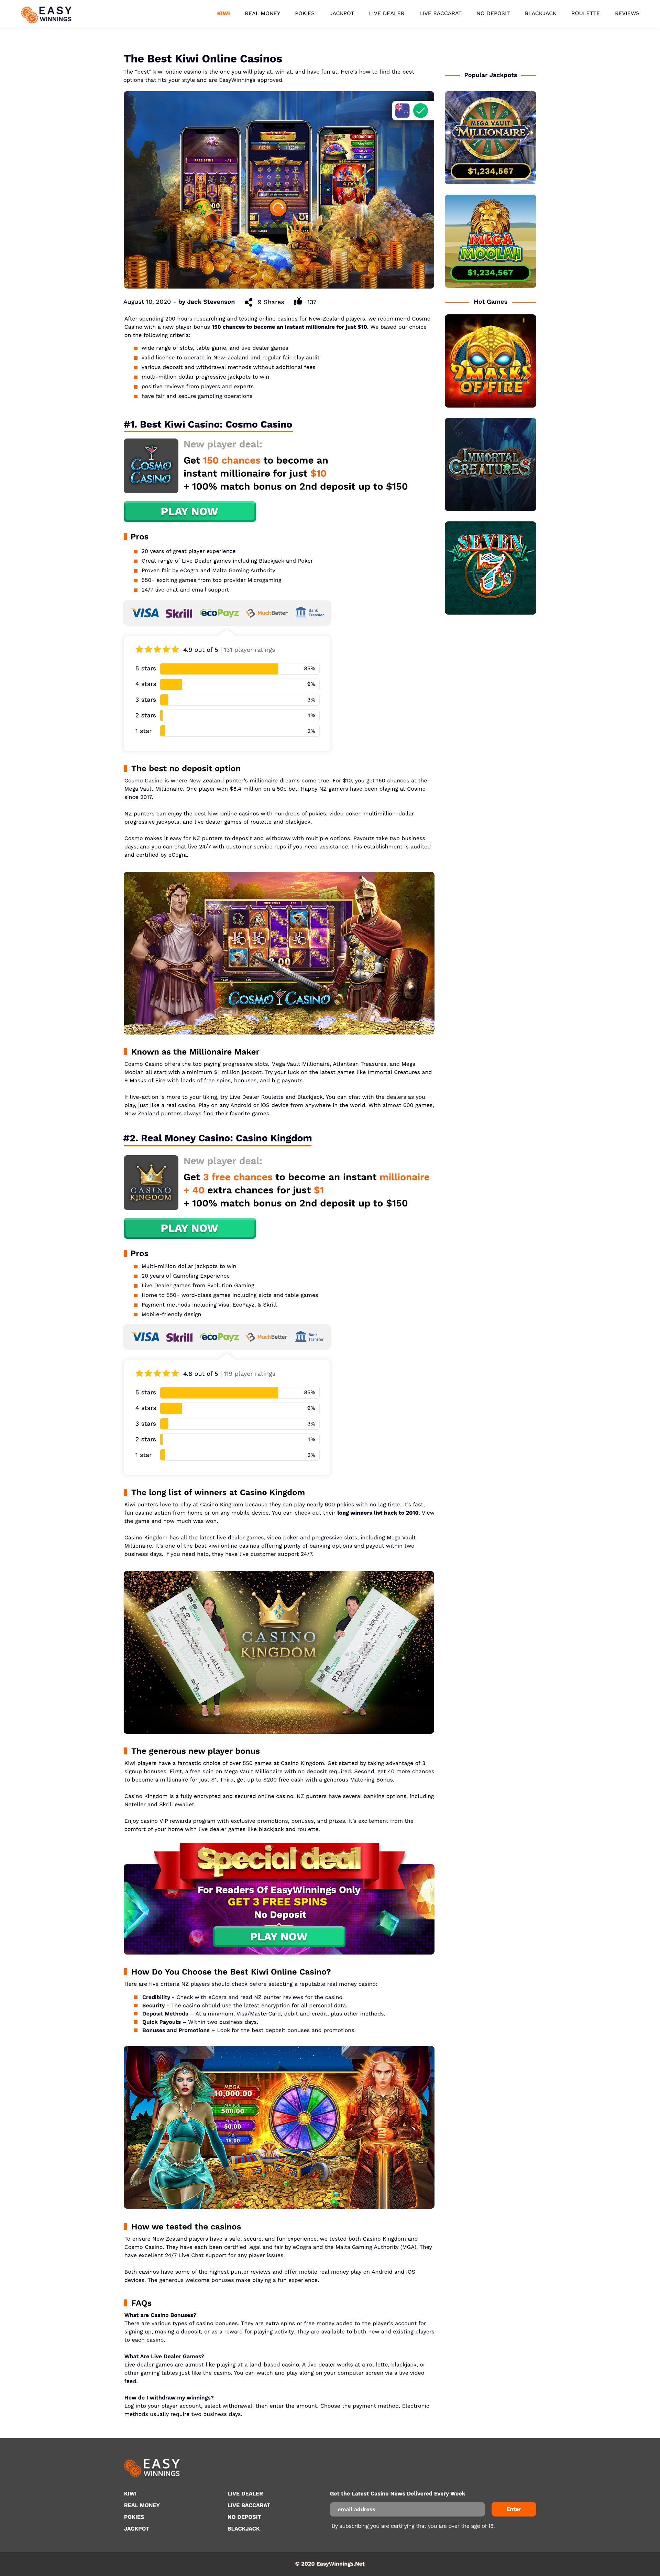 EASY
WINNINGS
KIWI REAL MONEY POKIES JACKPOT LIVE DEALER LIVE BACCARAT NO DEPOSIT BLACKJACK ROULETTE REVIEWS
The Best Kiwi Online Casinos
The "best" kiwi online casino is the one you will play at, win at, and have fun at. Here's how to find the best
options that fits your style and are EasyWinnings approved.
August 10, 2020 - by Jack Stevenson 9 Shares 137
After spending 200 hours researching and testing online casinos for New-Zealand players, we recommend Cosmo
Casino with a new player bonus 150 chances to become an instant millionaire for just $10. We based our choice
on the following criteria:
wide range of slots, table game, and live dealer games
valid license to operate in New-Zealand and regular fair play audit
various deposit and withdrawal methods without additional fees
multi-million dollar progressive jackpots to win
positive reviews from players and experts
have fair and secure gambling operations
Popular Jackpots
MEGA VAULT
MILLIONAIRE
$1,234,567
MEGA
MOOLAH
$1,234,567
Hot Games
9 MASKS
OF FIRE
IMMORTAL
CREATURES
SEVEN
7's
#1. Best Kiwi Casino: Cosmo Casino
COSMO
CASINO
New player deal:
Get 150 chances to become an
instant millionaire for just $10
+ 100% match bonus on 2nd deposit up to $150
PLAY NOW
Pros
20 years of great player experience
Great range of Live Dealer games including Blackjack and Poker
Proven fair by eCogra and Malta Gaming Authority
550+ exciting games from top provider Microgaming
24/7 live chat and email support
VISA Skrill ecoPayz MuchBetter Bank
Transfer
4.9 out of 5 | 131 player ratings
5 stars 85%
4 stars 9%
3 stars 3%
2 stars 1%
1 star 2%
The best no deposit option
Cosmo Casino is where New Zealand punter's millionaire dreams come true. For $10, you get 150 chances at the
Mega Vault Millionaire. One player won $8.4 million on a 50¢ bet! Happy NZ gamers have been playing at Cosmo
since 2017.
NZ punters can enjoy the best kiwi online casinos with hundreds of pokies, video poker, multimillion-dollar
progressive jackpots, and live dealer games of roulette and blackjack.
Cosmo makes it easy for NZ punters to deposit and withdraw with multiple options. Payouts take two business
days, and you can chat live 24/7 with customer service reps if you need assistance. This establishment is audited
and certified by eCogra.
COSMO CASINO
Known as the Millionaire Maker
Cosmo Casino offers the top paying progressive slots. Mega Vault Millionaire, Atlantean Treasures, and Mega
Moolah all start with a minimum $1 million jackpot. Try your luck on the latest games like Immortal Creatures and
9 Masks of Fire with loads of free spins, bonuses, and big payouts.
If live-action is more to your liking, try Live Dealer Roulette and Blackjack. You can chat with the dealers as you
play, just like a real casino. Play on any Android or iOS device from anywhere in the world. With almost 600 games,
New Zealand punters always find their favorite games.
#2. Real Money Casino: Casino Kingdom
CASINO
KINGDOM
New player deal:
Get 3 free chances to become an instant millionaire
+ 40 extra chances for just $1
+ 100% match bonus on 2nd deposit up to $150
PLAY NOW
Pros
Multi-million dollar jackpots to win
20 years of Gambling Experience
Live Dealer games from Evolution Gaming
Home to 550+ word-class games including slots and table games
Payment methods including Visa, EcoPayz, & Skrill
Mobile-friendly design
VISA Skrill ecoPayz MuchBetter Bank
Transfer
4.8 out of 5 | 119 player ratings
5 stars 85%
4 stars 9%
3 stars 3%
2 stars 1%
1 star 2%
The long list of winners at Casino Kingdom
Kiwi punters love to play at Casino Kingdom because they can play nearly 600 pokies with no lag time. It's fast,
fun casino action from home or on any mobile device. You can check out their long winners list back to 2010. View
the game and how much was won.
Casino Kingdom has all the latest live dealer games, video poker and progressive slots, including Mega Vault
Millionaire. It's one of the best kiwi online casinos offering plenty of banking options and payout within two
business days. If you need help, they have live customer support 24/7.
CASINO
KINGDOM
The generous new player bonus
Kiwi players have a fantastic choice of over 550 games at Casino Kingdom. Get started by taking advantage of 3
signup bonuses. First, a free spin on Mega Vault Millionaire with no deposit required. Second, get 40 more chances
to become a millionaire for just $1. Third, get up to $200 free cash with a generous Matching Bonus.
Casino Kingdom is a fully encrypted and secured online casino. NZ punters have several banking options, including
Neteller and Skrill ewallet.
Enjoy casino VIP rewards program with exclusive promotions, bonuses, and prizes. It's excitement from the
comfort of your home with live dealer games like blackjack and roulette.
Special deal
For Readers Of EasyWinnings Only
GET 3 FREE SPINS
No Deposit
PLAY NOW
How Do You Choose the Best Kiwi Online Casino?
Here are five criteria NZ players should check before selecting a reputable real money casino:
Credibility - Check with eCogra and read NZ punter reviews for the casino.
Security - The casino should use the latest encryption for all personal data.
Deposit Methods – At a minimum, Visa/MasterCard, debit and credit, plus other methods.
Quick Payouts – Within two business days.
Bonuses and Promotions – Look for the best deposit bonuses and promotions.
MEGA
10,000.00
MAJOR
500.00
50.00
15.00
How we tested the casinos
To ensure New Zealand players have a safe, secure, and fun experience, we tested both Casino Kingdom and
Cosmo Casino. They have each been certified legal and fair by eCogra and the Malta Gaming Authority (MGA). They
have excellent 24/7 Live Chat support for any player issues.
Both casinos have some of the highest punter reviews and offer mobile real money play on Android and iOS
devices. The generous welcome bonuses make playing a fun experience.
FAQs
What are Casino Bonuses?
There are various types of casino bonuses. They are extra spins or free money added to the player's account for
signing up, making a deposit, or as a reward for playing activity. They are available to both new and existing players
to each casino.
What Are Live Dealer Games?
Live dealer games are almost like playing at a land-based casino. A live dealer works at a roulette, blackjack, or
other gaming tables just like the casino. You can watch and play along on your computer screen via a live video
feed.
How do I withdraw my winnings?
Log into your player account, select withdrawal, then enter the amount. Choose the payment method. Electronic
methods usually require two business days.
EASY
WINNINGS
KIWI
REAL MONEY
POKIES
JACKPOT
LIVE DEALER
LIVE BACCARAT
NO DEPOSIT
BLACKJACK
Get the Latest Casino News Delivered Every Week
email address Enter
By subscribing you are certifying that you are over the age of 18.
© 2020 EasyWinnings.Net